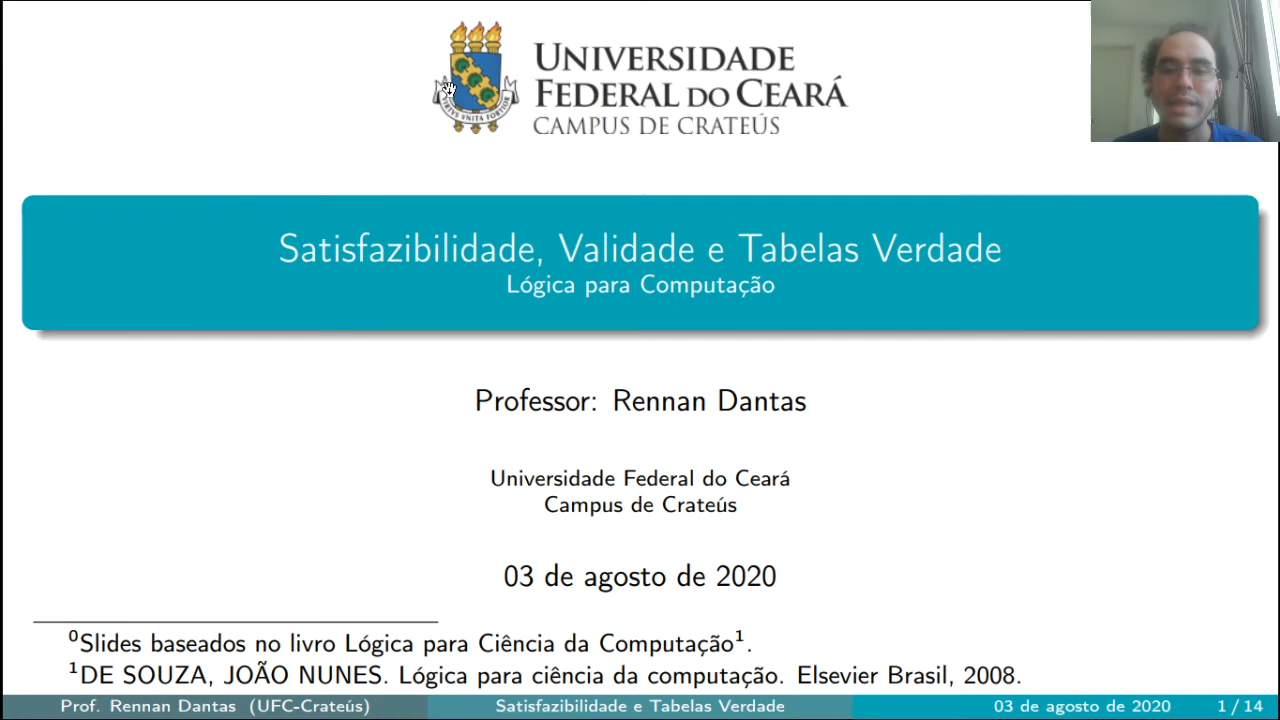 VIRTVS VNITA FORTIOR
UNIVERSIDADE
FEDERAL DO CEARÁ
CAMPUS DE CRATEÚS
Satisfazibilidade, Validade e Tabelas Verdade
Lógica para Computação
Professor: Rennan Dantas
Universidade Federal do Ceará
Campus de Crateús
03 de agosto de 2020
⁰Slides baseados no livro Lógica para Ciência da Computação¹.
¹DE SOUZA, JOÃO NUNES. Lógica para ciência da computação. Elsevier Brasil, 2008.
Prof. Rennan Dantas (UFC-Crateús) Satisfazibilidade e Tabelas Verdade 03 de agosto de 2020 1 / 14